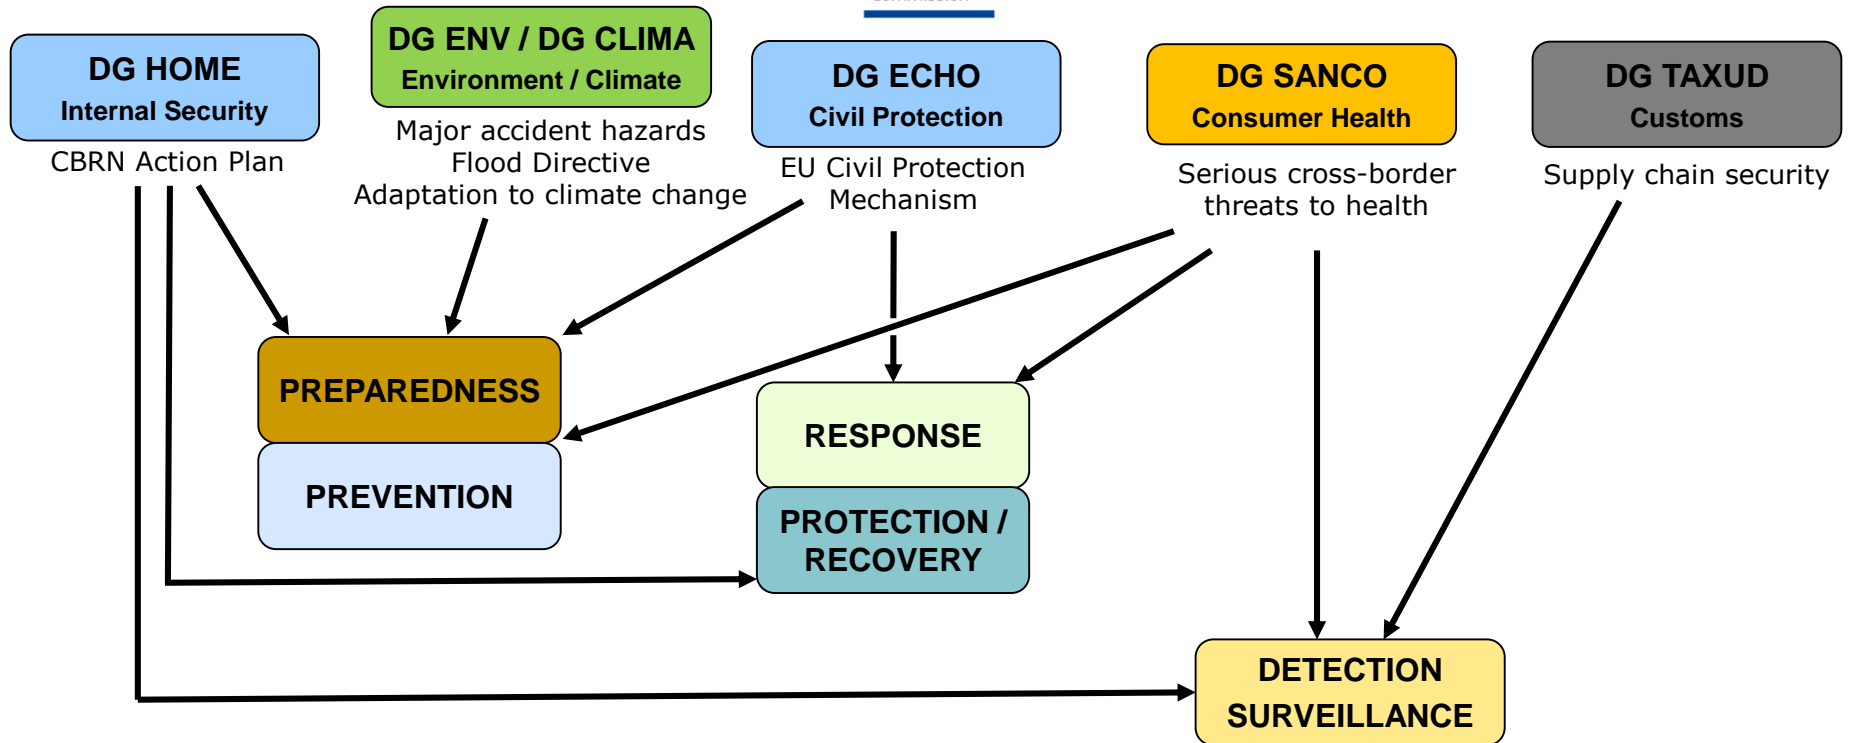 DG HOME
Internal Security
CBRN Action Plan
DG ENV / DG CLIMA
Environment / Climate
Major accident hazards
Flood Directive
Adaptation to climate change
DG ECHO
Civil Protection
EU Civil Protection
Mechanism
DG SANCO
Consumer Health
Serious cross-border
threats to health
DG TAXUD
Customs
Supply chain security
PREPAREDNESS
PREVENTION
RESPONSE
PROTECTION /
RECOVERY
DETECTION
SURVEILLANCE